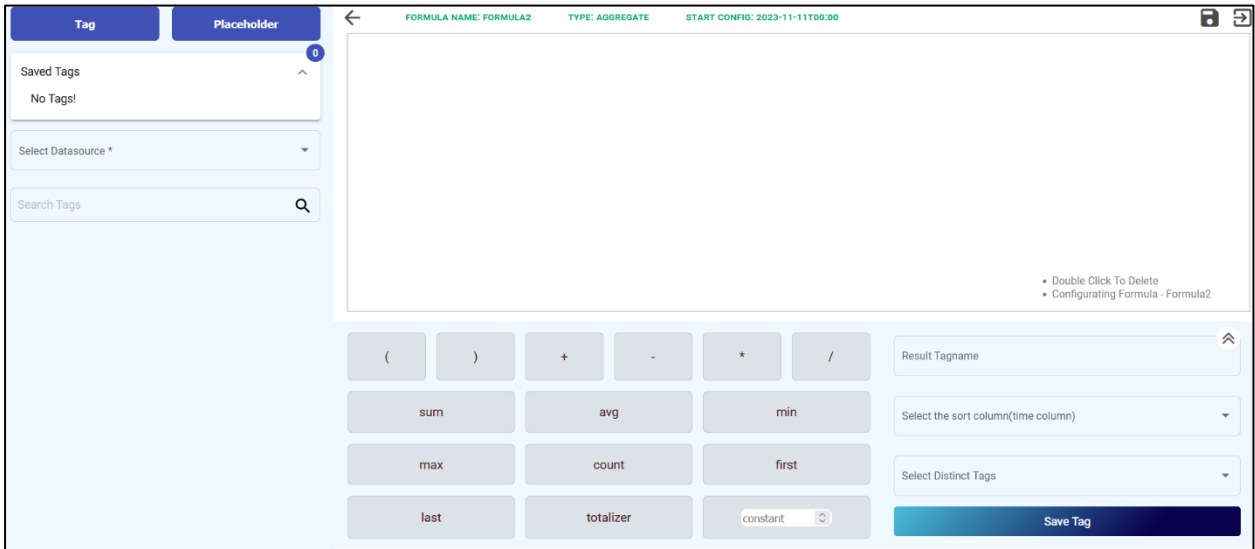 Tag
Placeholder
FORMULA NAME: FORMULA2
TYPE: AGGREGATE
START CONFIG: 2023-11-11T00:00
0
Saved Tags
No Tags!
Select Datasource *
Search Tags
Double Click To Delete
Configurating Formula - Formula2
( ) + - * /
sum avg min
max count first
last totalizer constant
Result Tagname
Select the sort column(time column)
Select Distinct Tags
Save Tag